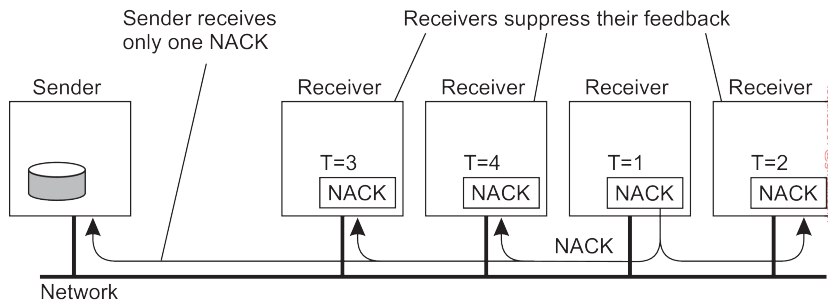 Sender receives
only one NACK
Receivers suppress their feedback
Sender
Receiver
Receiver
Receiver
Receiver
T=3
T=4
T=1
T=2
NACK
NACK
NACK
NACK
NACK
Network